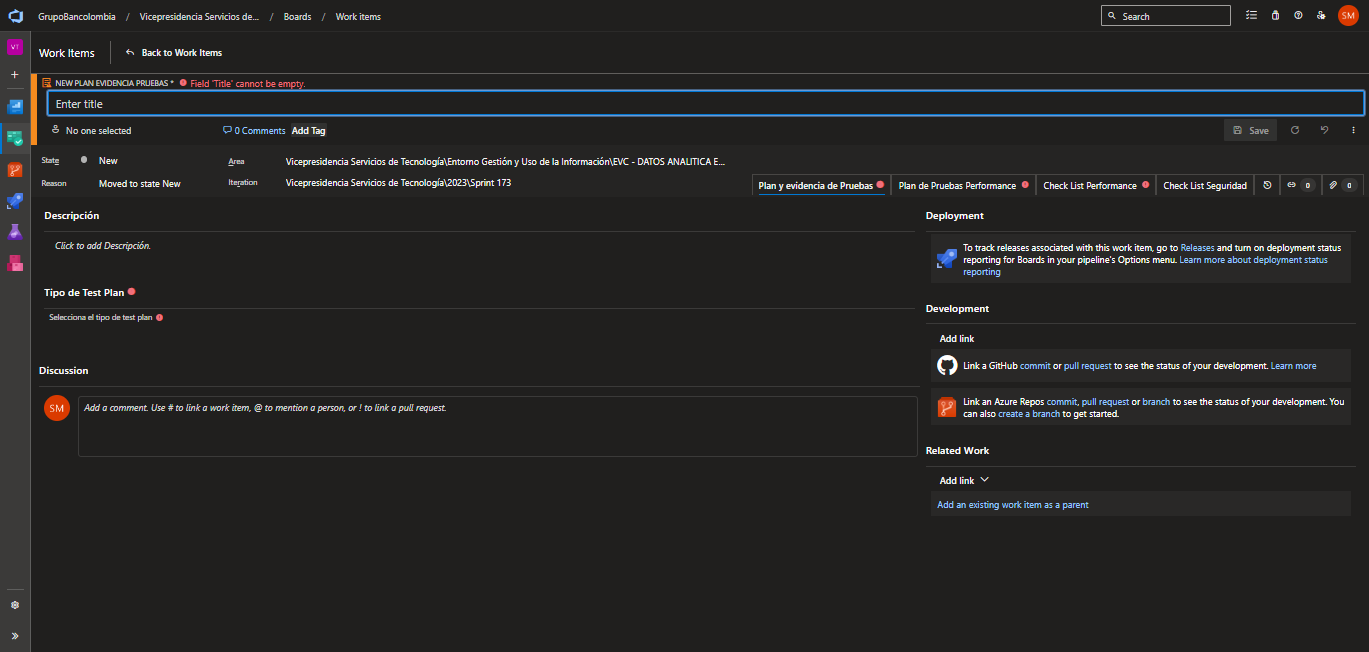 GrupoBancolombia / Vicepresidencia Servicios de... / Boards / Work items
Search
SM
VT
Work Items
Back to Work Items
NEW PLAN EVIDENCIA PRUEBAS * Field 'Title' cannot be empty.
Enter title
No one selected
0 Comments
Add Tag
Save
State
New
Area
Vicepresidencia Servicios de Tecnología\Entorno Gestión y Uso de la Información\EVC - DATOS ANALITICA E...
Reason
Moved to state New
Iteration
Vicepresidencia Servicios de Tecnología\2023\Sprint 173
Plan y evidencia de Pruebas
Plan de Pruebas Performance
Check List Performance
Check List Seguridad
0
0
Descripción
Click to add Descripción.
Tipo de Test Plan
Selecciona el tipo de test plan
Discussion
SM
Add a comment. Use # to link a work item, @ to mention a person, or ! to link a pull request.
Deployment
To track releases associated with this work item, go to Releases and turn on deployment status
reporting for Boards in your pipeline's Options menu. Learn more about deployment status
reporting
Development
Add link
Link a GitHub commit or pull request to see the status of your development. Learn more
Link an Azure Repos commit, pull request or branch to see the status of your development. You
can also create a branch to get started.
Related Work
Add link
Add an existing work item as a parent